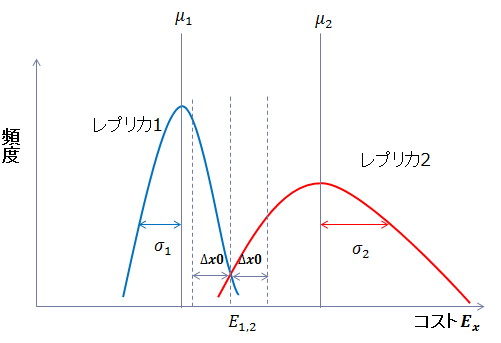 μ₁
μ₂
頻度
レプリカ1
レプリカ2
σ₁
Δx0
Δx0
σ₂
E₁,₂
コストEₓ